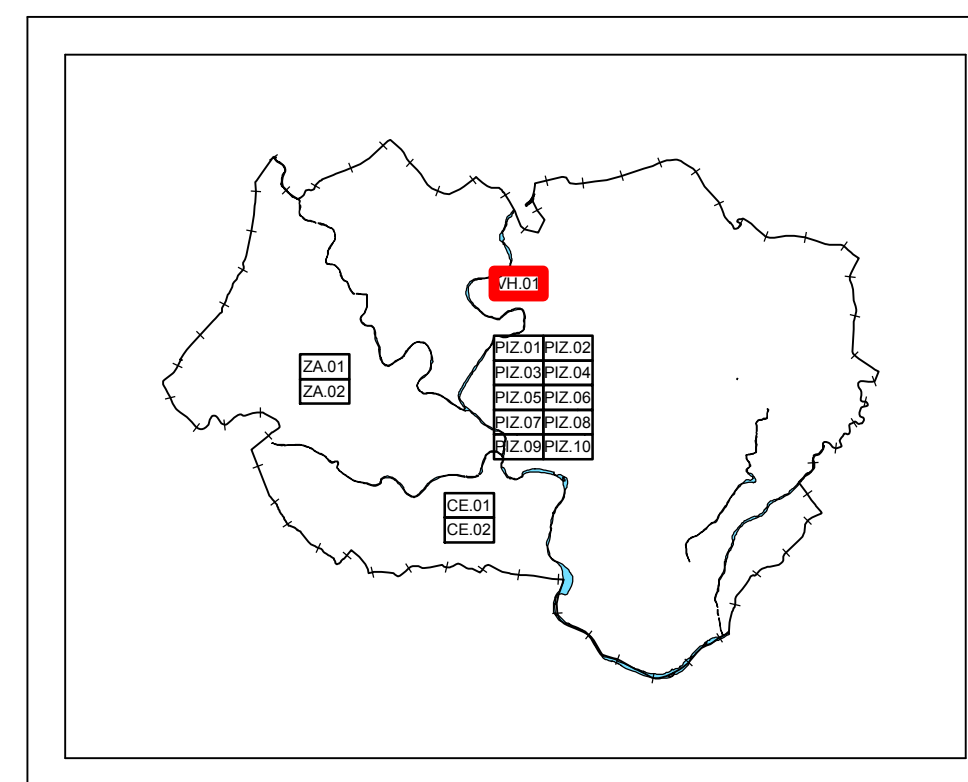 VH.01
PIZ.01 PIZ.02
PIZ.03 PIZ.04
PIZ.05 PIZ.06
PIZ.07 PIZ.08
PIZ.09 PIZ.10
ZA.01
ZA.02
CE.01
CE.02